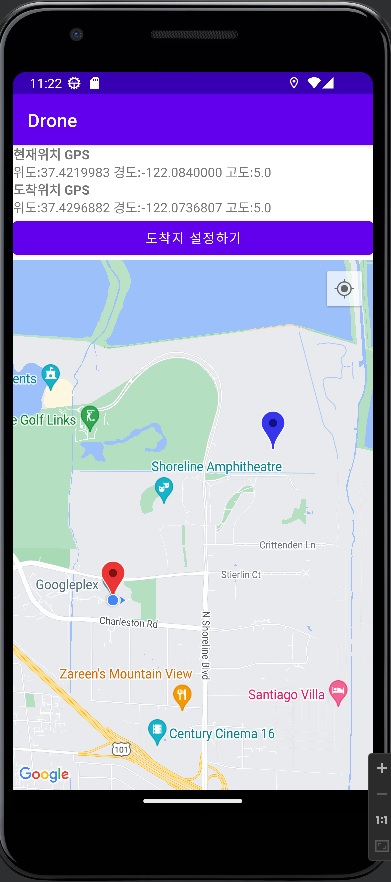 11:22
Drone
현재위치 GPS
위도:37.4219983 경도:-122.0840000 고도:5.0
도착위치 GPS
위도:37.4296882 경도:-122.0736807 고도:5.0
도착지 설정하기
ents
e Golf Links
Shoreline Amphitheatre
Crittenden Ln
Stierlin Ct
Googleplex
Charleston Rd
N Shoreline Blvd
Zareen's Mountain View
Santiago Villa
Century Cinema 16
101
Google
1:1